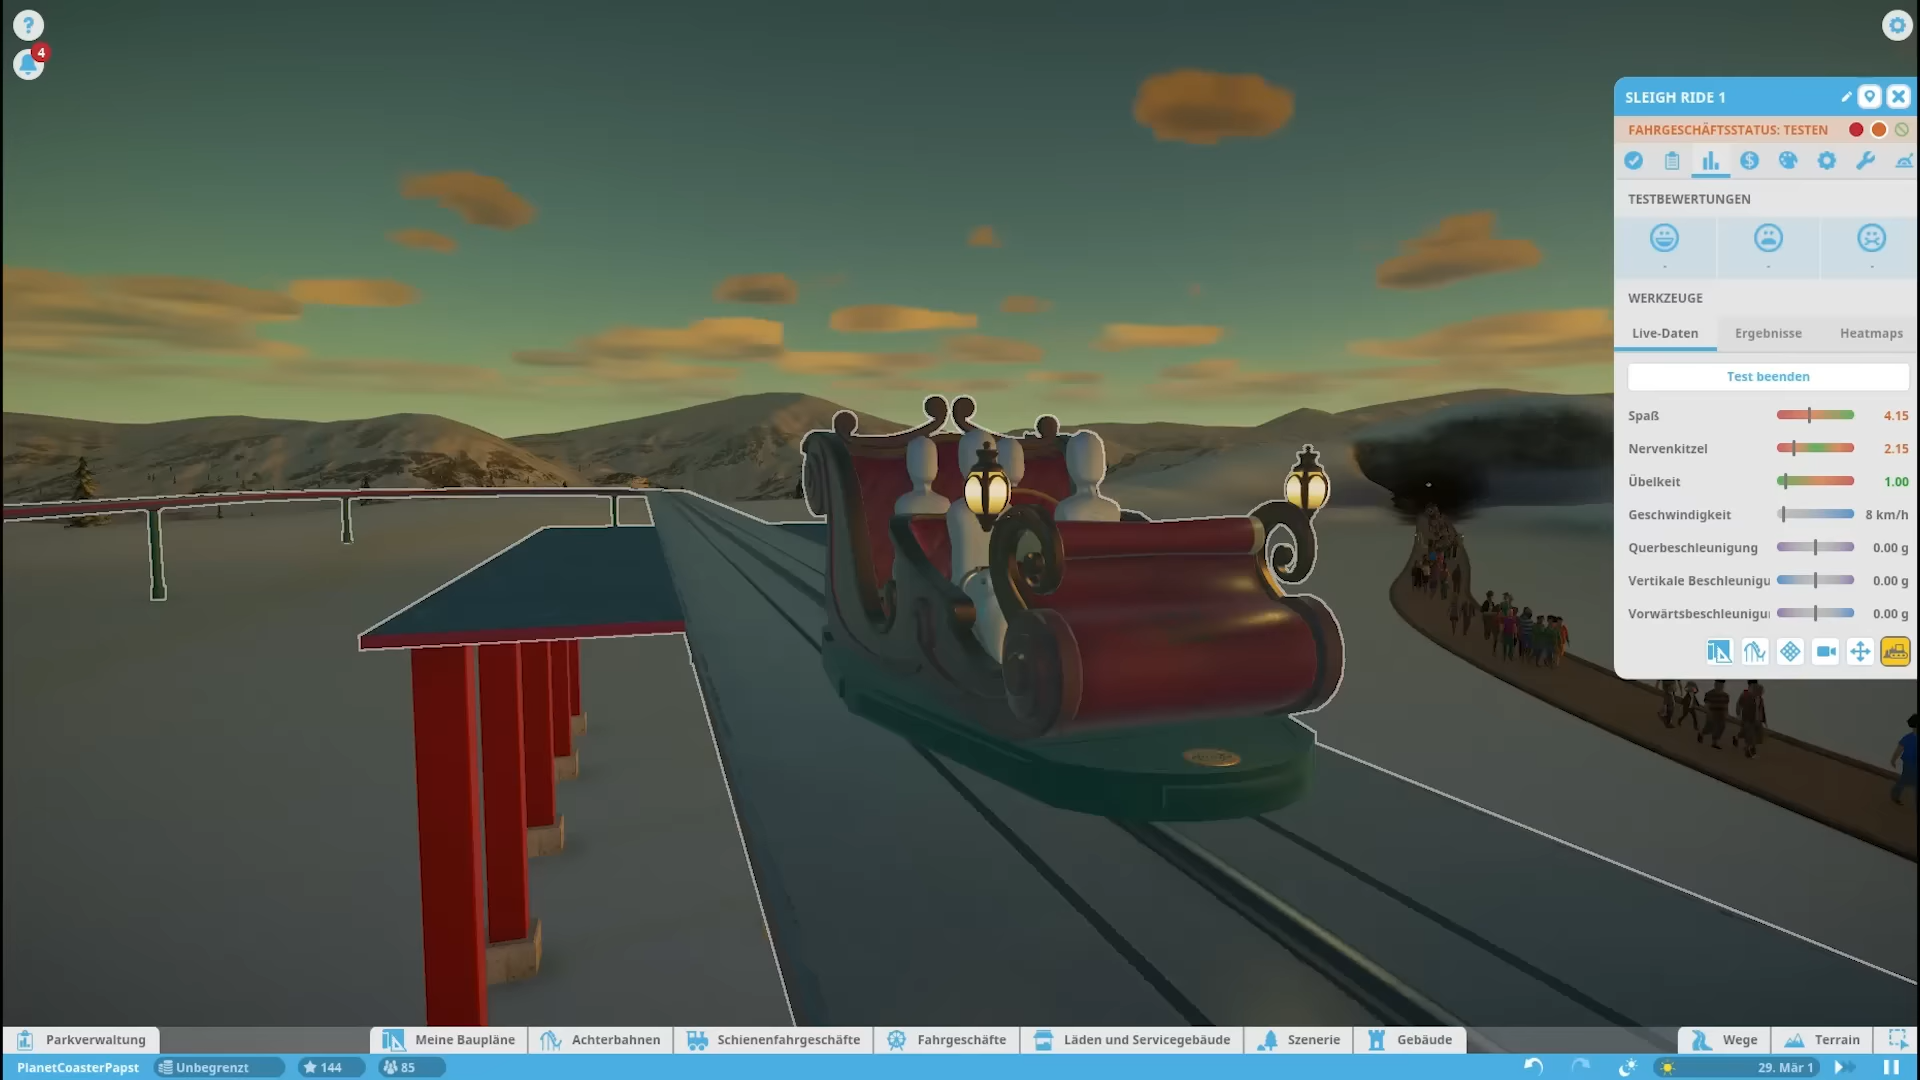 ?
4
SLEIGH RIDE 1
FAHRGESCHÄFTSSTATUS: TESTEN
TESTBEWERTUNGEN
- - -
WERKZEUGE
Live-Daten Ergebnisse Heatmaps
Test beenden
Spaß 4.15
Nervenkitzel 2.15
Übelkeit 1.00
Geschwindigkeit 8 km/h
Querbeschleunigung 0.00 g
Vertikale Beschleunigu 0.00 g
Vorwärtsbeschleunigu 0.00 g
Parkverwaltung Meine Baupläne Achterbahnen Schienenfahrgeschäfte Fahrgeschäfte Läden und Servicegebäude Szenerie Gebäude Wege Terrain
PlanetCoasterPapst Unbegrenzt 144 85 29. Mär 1